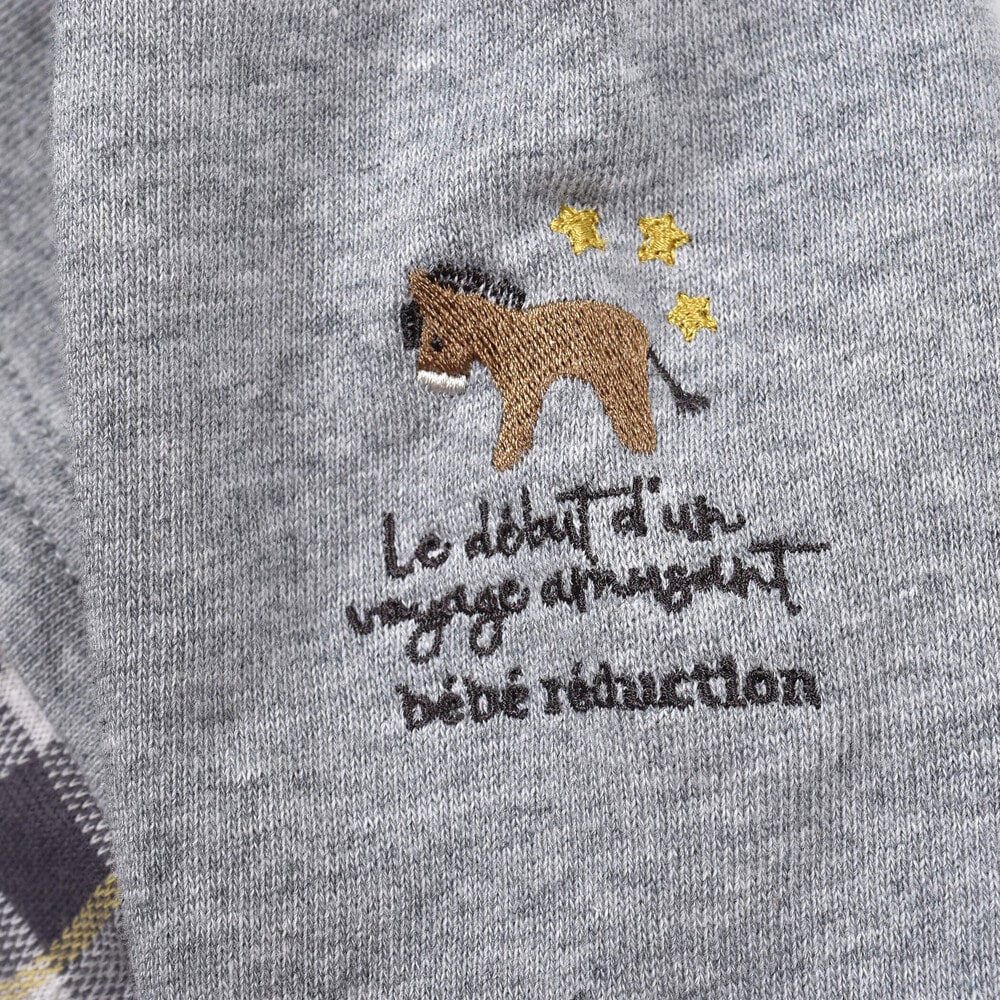 Le début d'un
voyage amusant
bébé réduction